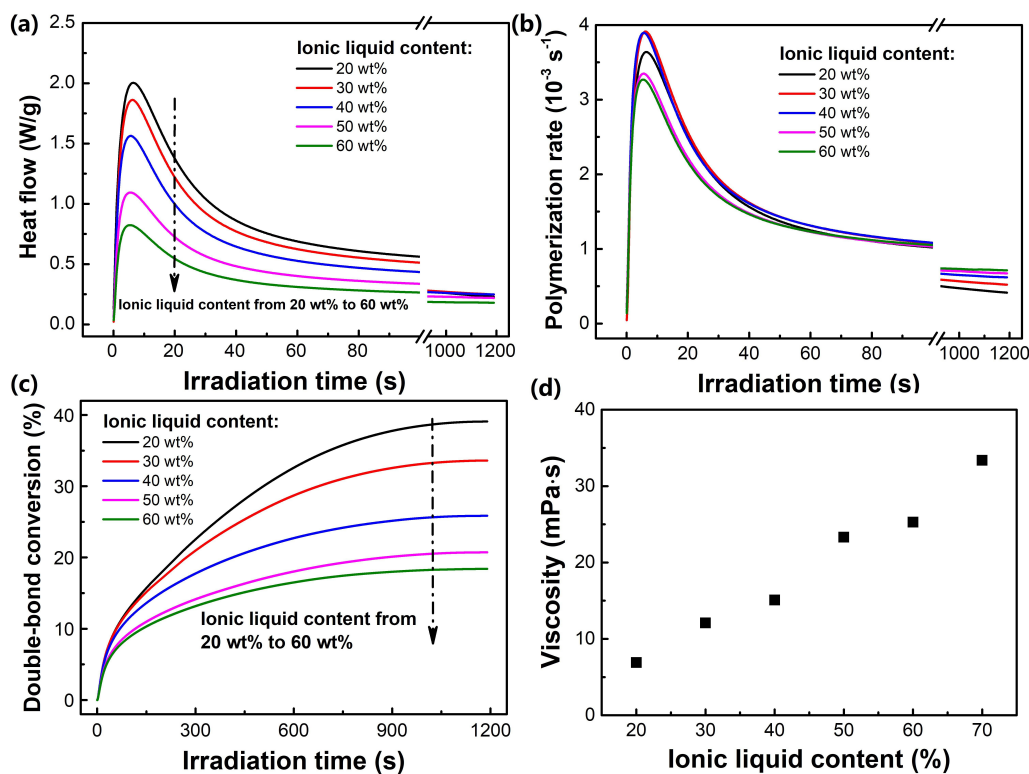 (a)
2.5
2.0
1.5
1.0
0.5
0.0
Heat flow (W/g)
Ionic liquid content:
20 wt%
30 wt%
40 wt%
50 wt%
60 wt%
Ionic liquid content from 20 wt% to 60 wt%
0 20 40 60 80 1000 1200
Irradiation time (s)
(b)
4
3
2
1
0
Polymerization rate (10⁻³ s⁻¹)
Ionic liquid content:
20 wt%
30 wt%
40 wt%
50 wt%
60 wt%
0 20 40 60 80 1000 1200
Irradiation time (s)
(c)
40
30
20
10
0
Double-bond conversion (%)
Ionic liquid content:
20 wt%
30 wt%
40 wt%
50 wt%
60 wt%
Ionic liquid content from
20 wt% to 60 wt%
0 300 600 900 1200
Irradiation time (s)
(d)
40
30
20
10
0
Viscosity (mPa·s)
20 30 40 50 60 70
Ionic liquid content (%)